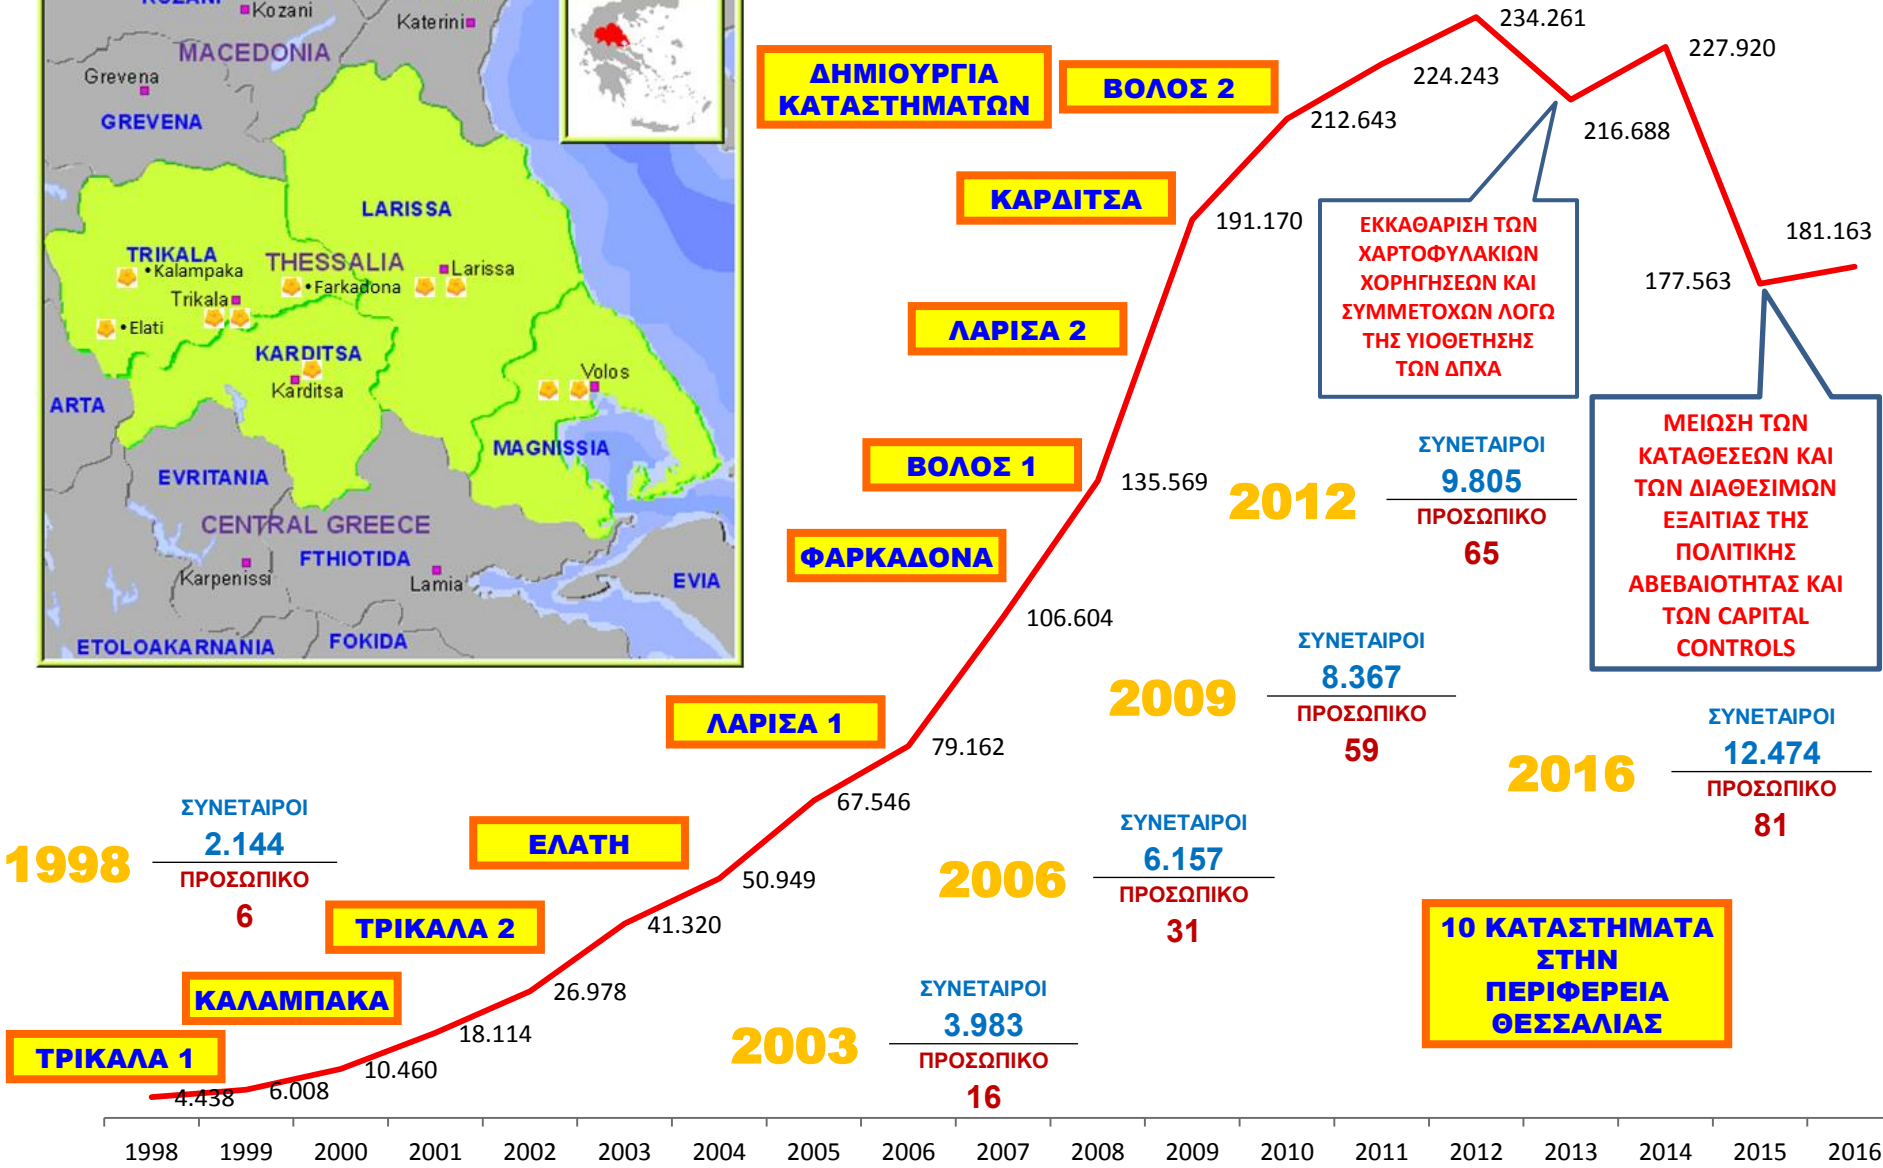 KOZANI
Kozani
Katerini
MACEDONIA
Grevena
GREVENA
LARISSA
TRIKALA
Kalampaka
THESSALIA
Larissa
Farkadona
Trikala
Elati
KARDITSA
Karditsa
Volos
ARTA
MAGNISSIA
EVRITANIA
CENTRAL GREECE
FTHIOTIDA
Karpenissi
Lamia
EVIA
ETOLOAKARNANIA
FOKIDA
ΔΗΜΙΟΥΡΓΙΑ
ΚΑΤΑΣΤΗΜΑΤΩΝ
ΒΟΛΟΣ 2
ΚΑΡΔΙΤΣΑ
ΛΑΡΙΣΑ 2
ΒΟΛΟΣ 1
ΦΑΡΚΑΔΟΝΑ
ΛΑΡΙΣΑ 1
ΕΛΑΤΗ
ΤΡΙΚΑΛΑ 2
ΚΑΛΑΜΠΑΚΑ
ΤΡΙΚΑΛΑ 1
4.438
6.008
10.460
18.114
26.978
41.320
50.949
67.546
79.162
106.604
135.569
191.170
212.643
224.243
234.261
216.688
227.920
177.563
181.163
ΕΚΚΑΘΑΡΙΣΗ ΤΩΝ
ΧΑΡΤΟΦΥΛΑΚΙΩΝ
ΧΟΡΗΓΗΣΕΩΝ ΚΑΙ
ΣΥΜΜΕΤΟΧΩΝ ΛΟΓΩ
ΤΗΣ ΥΙΟΘΕΤΗΣΗΣ
ΤΩΝ ΔΠΧΑ
ΜΕΙΩΣΗ ΤΩΝ
ΚΑΤΑΘΕΣΕΩΝ ΚΑΙ
ΤΩΝ ΔΙΑΘΕΣΙΜΩΝ
ΕΞΑΙΤΙΑΣ ΤΗΣ
ΠΟΛΙΤΙΚΗΣ
ΑΒΕΒΑΙΟΤΗΤΑΣ ΚΑΙ
ΤΩΝ CAPITAL
CONTROLS
1998
ΣΥΝΕΤΑΙΡΟΙ
2.144
ΠΡΟΣΩΠΙΚΟ
6
2003
ΣΥΝΕΤΑΙΡΟΙ
3.983
ΠΡΟΣΩΠΙΚΟ
16
2006
ΣΥΝΕΤΑΙΡΟΙ
6.157
ΠΡΟΣΩΠΙΚΟ
31
2009
ΣΥΝΕΤΑΙΡΟΙ
8.367
ΠΡΟΣΩΠΙΚΟ
59
2012
ΣΥΝΕΤΑΙΡΟΙ
9.805
ΠΡΟΣΩΠΙΚΟ
65
2016
ΣΥΝΕΤΑΙΡΟΙ
12.474
ΠΡΟΣΩΠΙΚΟ
81
10 ΚΑΤΑΣΤΗΜΑΤΑ
ΣΤΗΝ
ΠΕΡΙΦΕΡΕΙΑ
ΘΕΣΣΑΛΙΑΣ
1998 1999 2000 2001 2002 2003 2004 2005 2006 2007 2008 2009 2010 2011 2012 2013 2014 2015 2016